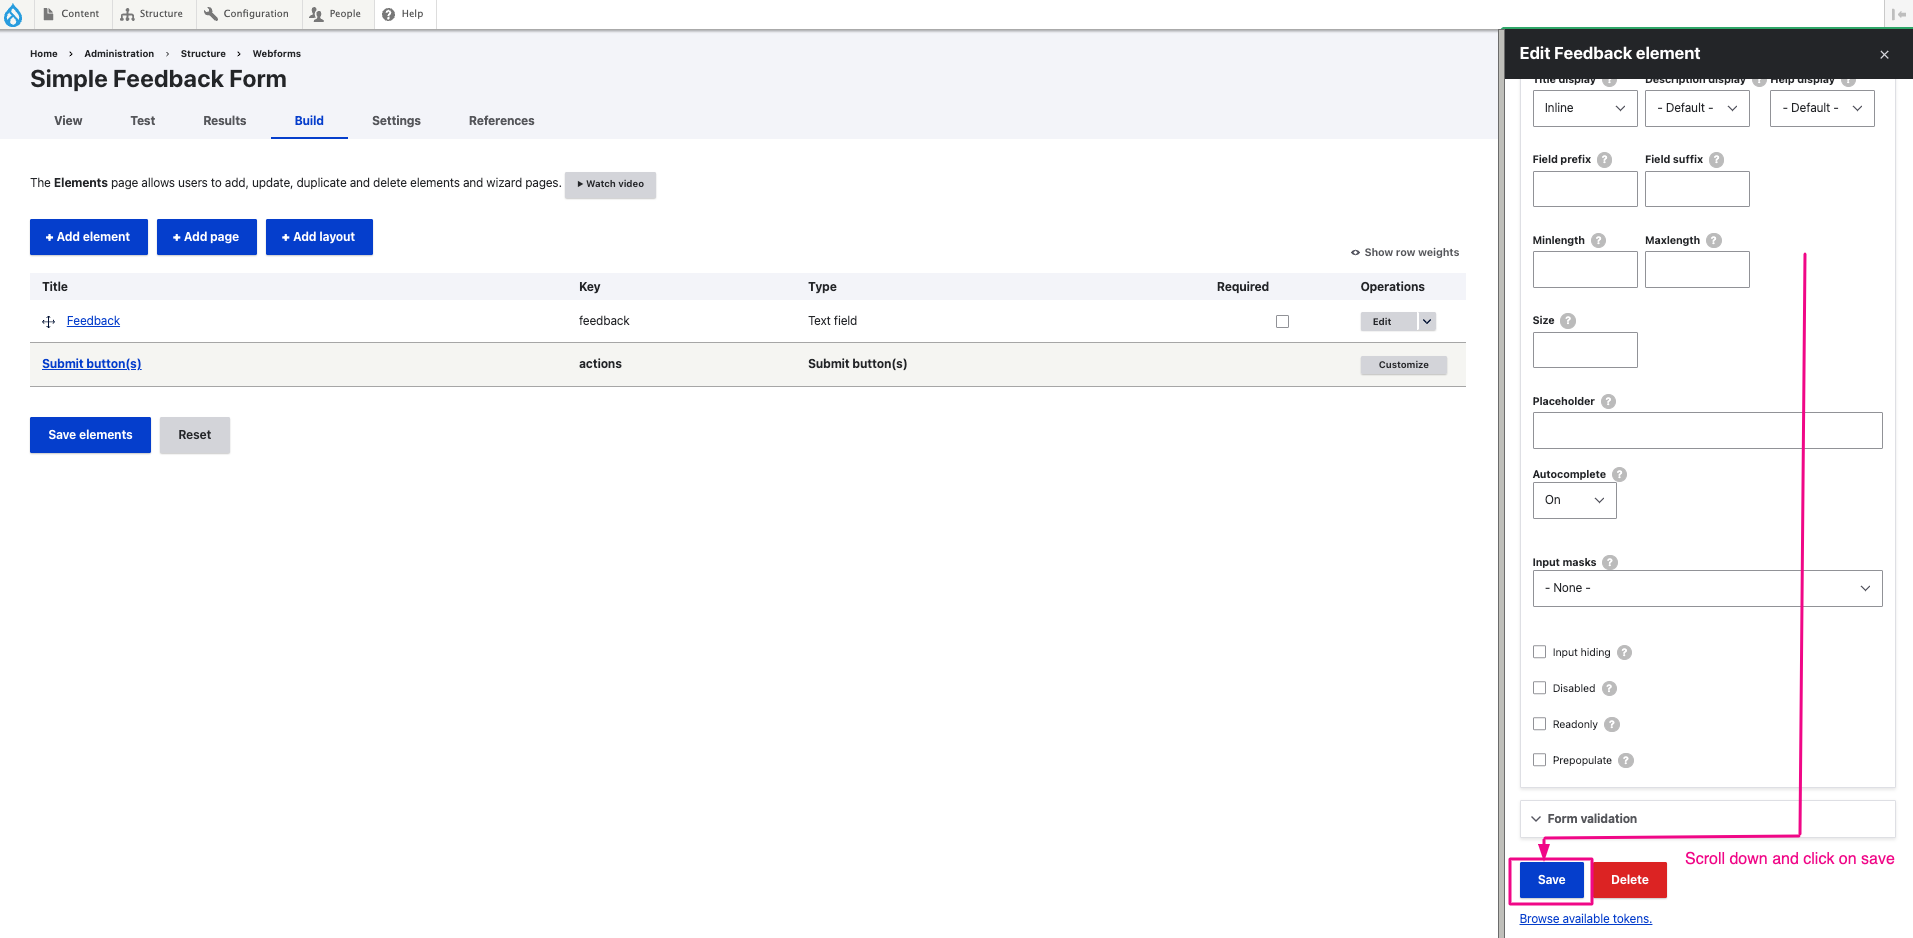 Content Structure Configuration People Help
Home › Administration › Structure › Webforms
Simple Feedback Form
View Test Results Build Settings References
The Elements page allows users to add, update, duplicate and delete elements and wizard pages. Watch video
+ Add element + Add page + Add layout
Show row weights
Title Key Type Required Operations
Feedback feedback Text field Edit
Submit button(s) actions Submit button(s) Customize
Save elements Reset
Edit Feedback element
Title display ? Description display ? Help display ?
Inline - Default - - Default -
Field prefix ? Field suffix ?
Minlength ? Maxlength ?
Size ?
Placeholder ?
Autocomplete ?
On
Input masks ?
- None -
Input hiding ?
Disabled ?
Readonly ?
Prepopulate ?
Form validation
Scroll down and click on save
Save Delete
Browse available tokens.